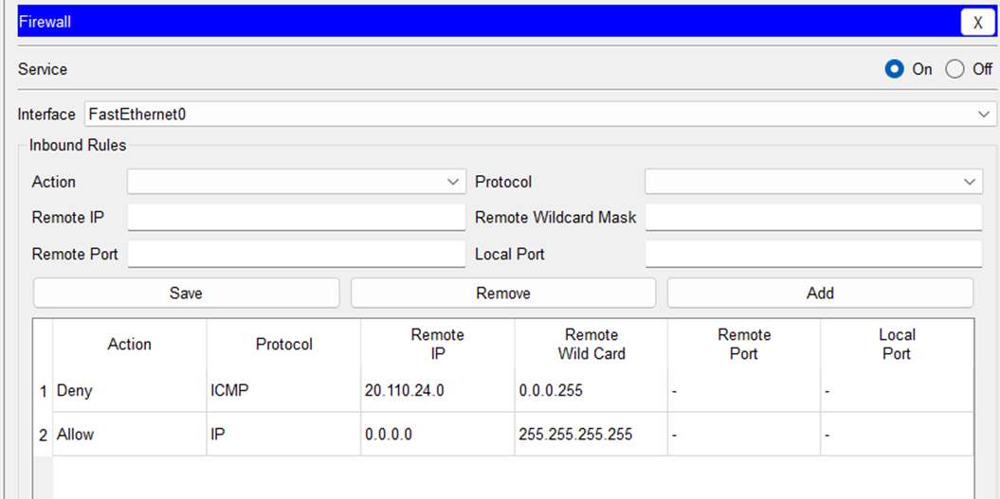 Firewall
X
Service
On
Off
Interface
FastEthernet0
Inbound Rules
Action
Protocol
Remote IP
Remote Wildcard Mask
Remote Port
Local Port
Save
Remove
Add
Action
Protocol
Remote
IP
Remote
Wild Card
Remote
Port
Local
Port
1 Deny ICMP 20.110.24.0 0.0.0.255 - -
2 Allow IP 0.0.0.0 255.255.255.255 - -